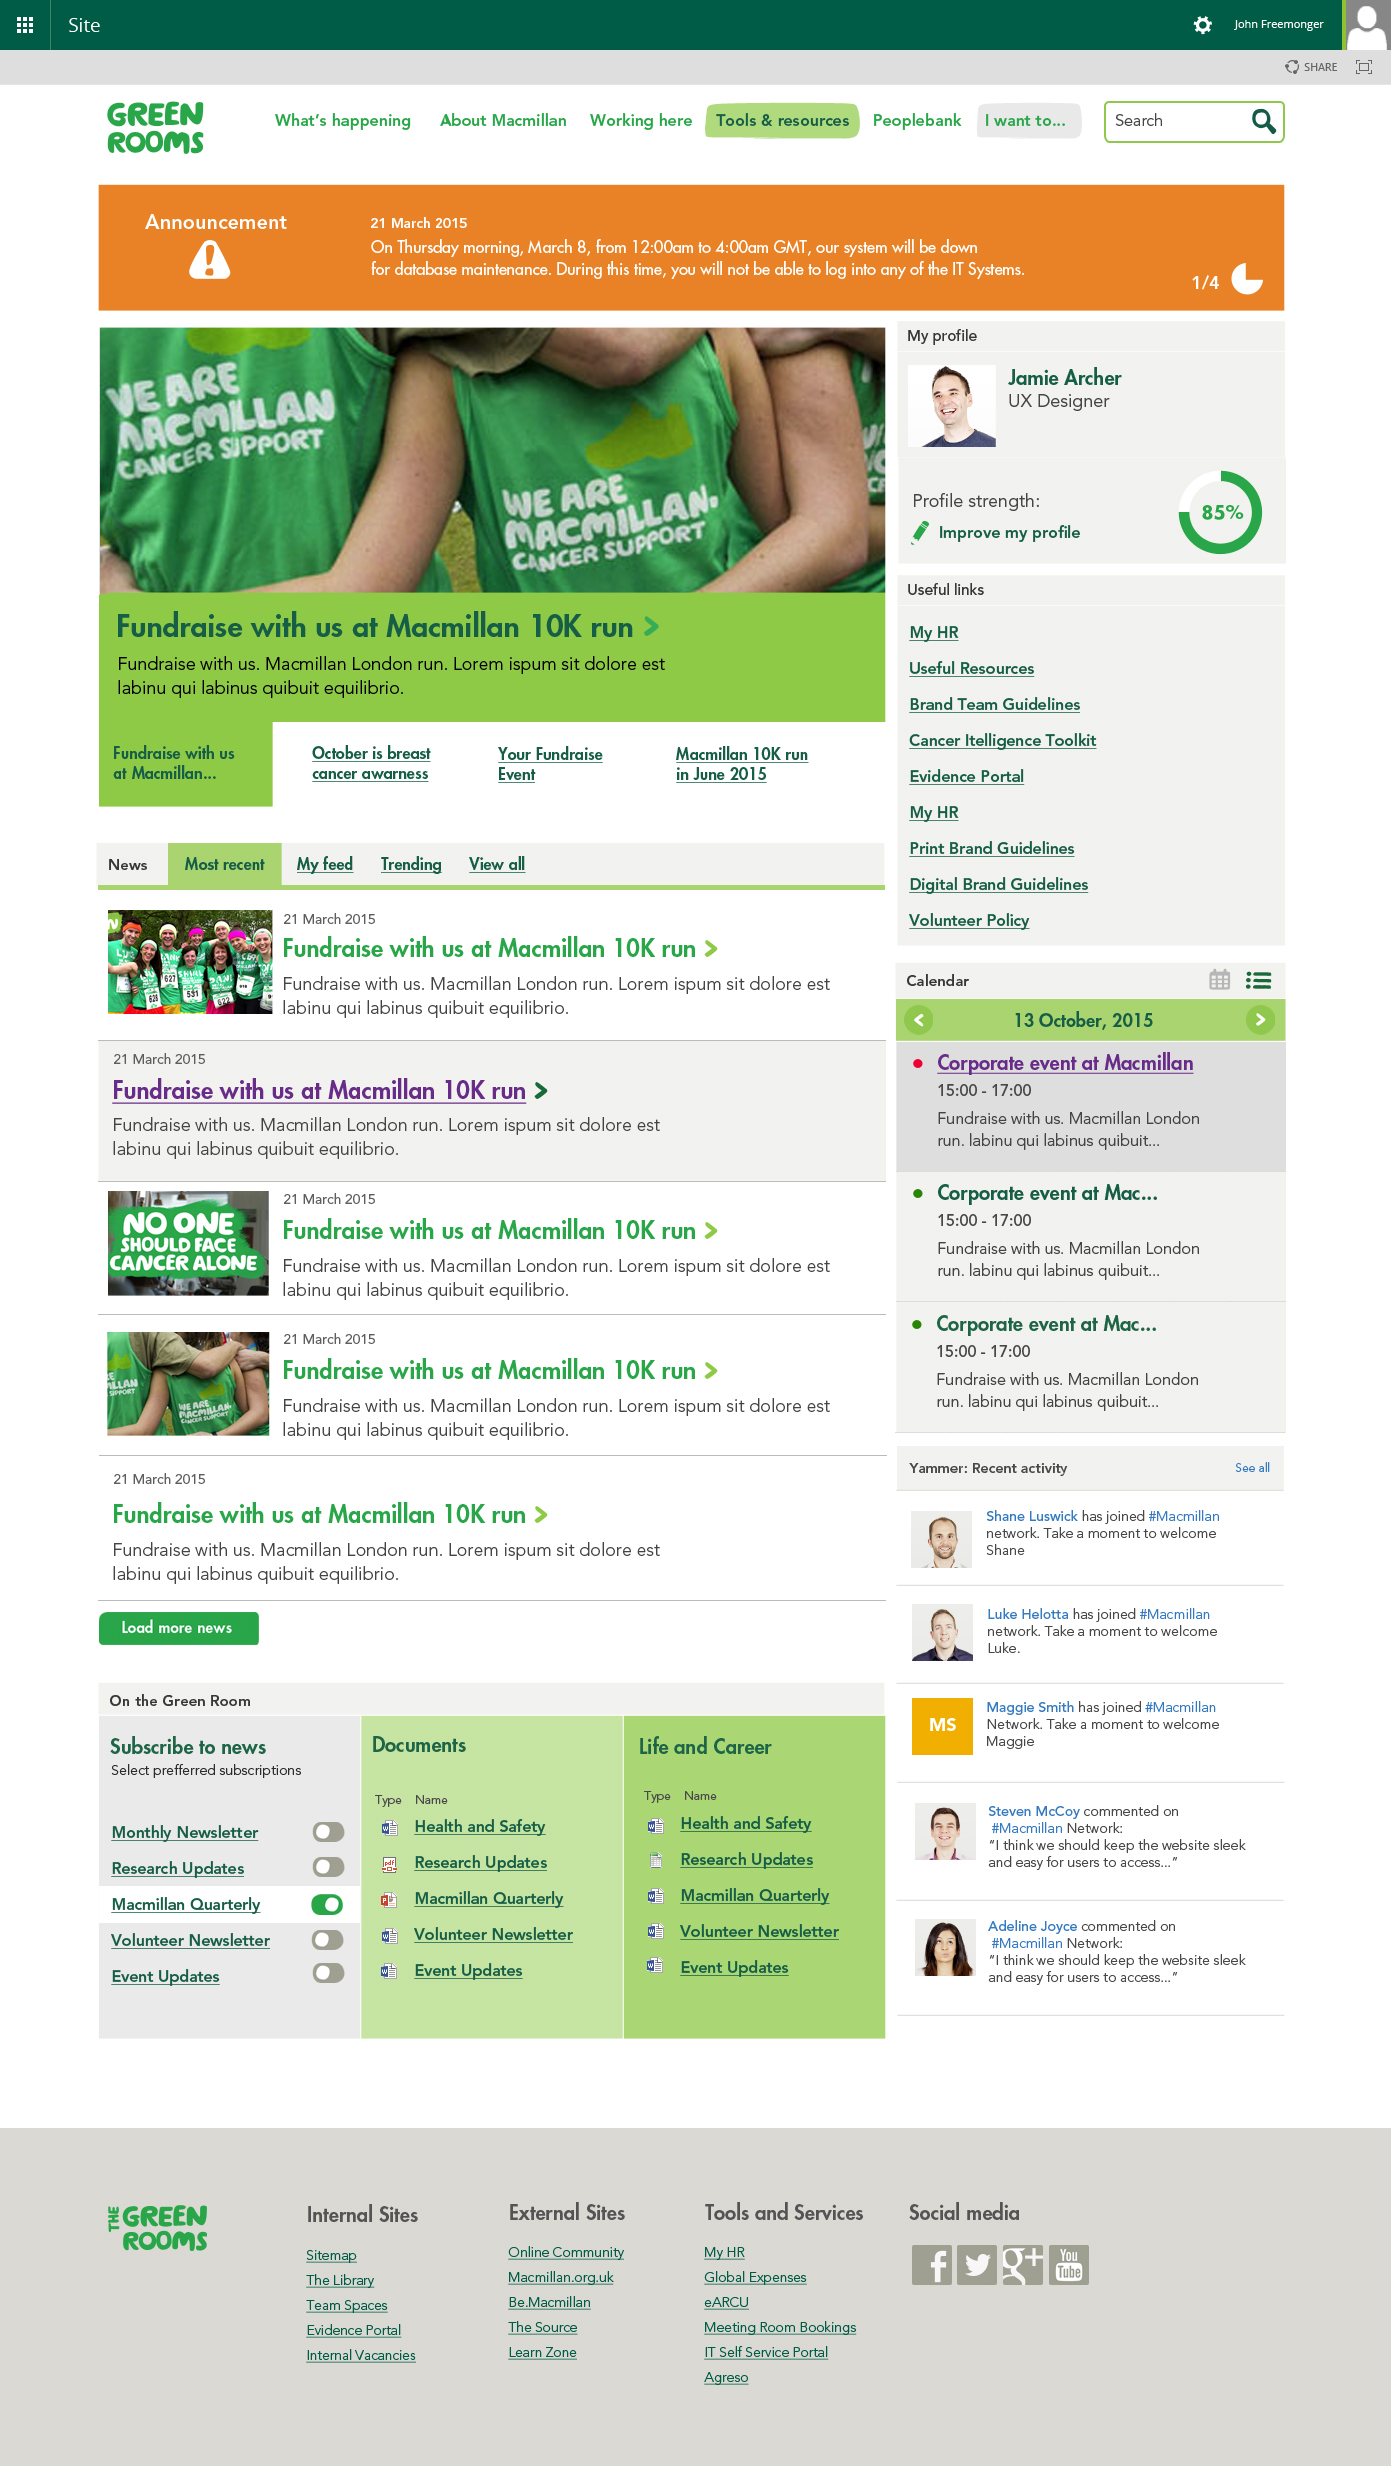 Site
John Freemonger
SHARE
GREEN
ROOMS
What's happening
About Macmillan
Working here
Tools & resources
Peoplebank
I want to...
Search
Announcement
21 March 2015
On Thursday morning, March 8, from 12:00am to 4:00am GMT, our system will be down
for database maintenance. During this time, you will not be able to log into any of the IT Systems.
1/4
WE ARE
MACMILLAN
CANCER SUPPORT
WE ARE
MACMILLAN.
CANCER SUPPORT
Fundraise with us at Macmillan 10K run
Fundraise with us. Macmillan London run. Lorem ispum sit dolore est
labinu qui labinus quibuit equilibrio.
Fundraise with us
at Macmillan...
October is breast
cancer awarness
Your Fundraise
Event
Macmillan 10K run
in June 2015
News
Most recent
My feed
Trending
View all
21 March 2015
Fundraise with us at Macmillan 10K run
Fundraise with us. Macmillan London run. Lorem ispum sit dolore est
labinu qui labinus quibuit equilibrio.
627
628
591
622
21 March 2015
Fundraise with us at Macmillan 10K run
Fundraise with us. Macmillan London run. Lorem ispum sit dolore est
labinu qui labinus quibuit equilibrio.
NO ONE
SHOULD FACE
CANCER ALONE
21 March 2015
Fundraise with us at Macmillan 10K run
Fundraise with us. Macmillan London run. Lorem ispum sit dolore est
labinu qui labinus quibuit equilibrio.
WE ARE
MACMILLAN.
CANCER SUPPORT
21 March 2015
Fundraise with us at Macmillan 10K run
Fundraise with us. Macmillan London run. Lorem ispum sit dolore est
labinu qui labinus quibuit equilibrio.
21 March 2015
Fundraise with us at Macmillan 10K run
Fundraise with us. Macmillan London run. Lorem ispum sit dolore est
labinu qui labinus quibuit equilibrio.
Load more news
On the Green Room
Subscribe to news
Select prefferred subscriptions
Monthly Newsletter
Research Updates
Macmillan Quarterly
Volunteer Newsletter
Event Updates
Documents
Type Name
Health and Safety
Research Updates
Macmillan Quarterly
Volunteer Newsletter
Event Updates
Life and Career
Type Name
Health and Safety
Research Updates
Macmillan Quarterly
Volunteer Newsletter
Event Updates
My profile
Jamie Archer
UX Designer
Profile strength:
Improve my profile
85%
Useful links
My HR
Useful Resources
Brand Team Guidelines
Cancer Itelligence Toolkit
Evidence Portal
My HR
Print Brand Guidelines
Digital Brand Guidelines
Volunteer Policy
Calendar
13 October, 2015
Corporate event at Macmillan
15:00 - 17:00
Fundraise with us. Macmillan London
run. labinu qui labinus quibuit...
Corporate event at Mac...
15:00 - 17:00
Fundraise with us. Macmillan London
run. labinu qui labinus quibuit...
Corporate event at Mac...
15:00 - 17:00
Fundraise with us. Macmillan London
run. labinu qui labinus quibuit...
Yammer: Recent activity
See all
Shane Luswick has joined #Macmillan
network. Take a moment to welcome
Shane
Luke Helotta has joined #Macmillan
network. Take a moment to welcome
Luke.
MS
Maggie Smith has joined #Macmillan
Network. Take a moment to welcome
Maggie
Steven McCoy commented on
#Macmillan Network:
"I think we should keep the website sleek
and easy for users to access..."
Adeline Joyce commented on
#Macmillan Network:
"I think we should keep the website sleek
and easy for users to access..."
THE
GREEN
ROOMS
Internal Sites
Sitemap
The Library
Team Spaces
Evidence Portal
Internal Vacancies
External Sites
Online Community
Macmillan.org.uk
Be.Macmillan
The Source
Learn Zone
Tools and Services
My HR
Global Expenses
eARCU
Meeting Room Bookings
IT Self Service Portal
Agreso
Social media
You
Tube